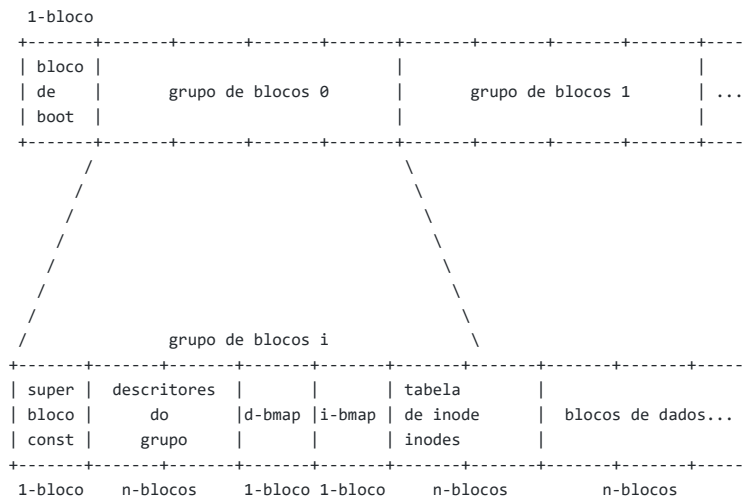 1-bloco
bloco
de grupo de blocos 0 grupo de blocos 1 ...
boot
grupo de blocos i
super descritores tabela
bloco do d-bmap i-bmap de inode blocos de dados...
const grupo inodes
1-bloco n-blocos 1-bloco 1-bloco n-blocos n-blocos